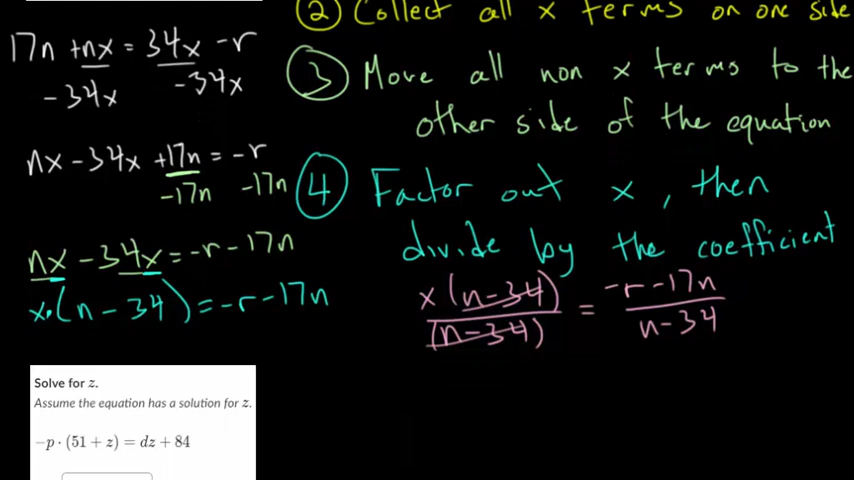 ② Collect all x terms on one side
17n + nx = 34x - r
-34x -34x
③ Move all non x terms to the
other side of the equation
nx - 34x + 17n = -r
-17n -17n
④ Factor out x, then
divide by the coefficient
nx - 34x = -r - 17n
x·(n - 34) = -r - 17n
x(n-34) / (n-34) = -r-17n / n-34
Solve for z.
Assume the equation has a solution for z.
-p · (51 + z) = dz + 84